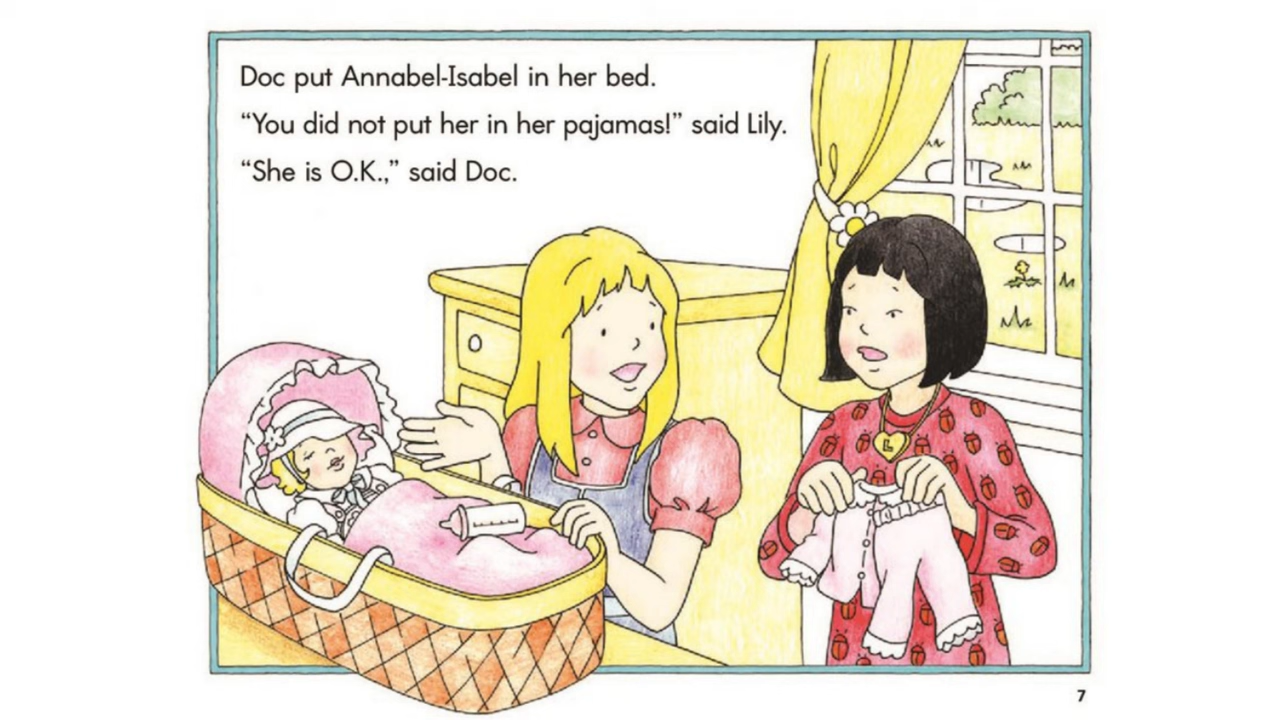 Doc put Annabel-Isabel in her bed.
“You did not put her in her pajamas!” said Lily.
“She is O.K.,” said Doc.
L
7